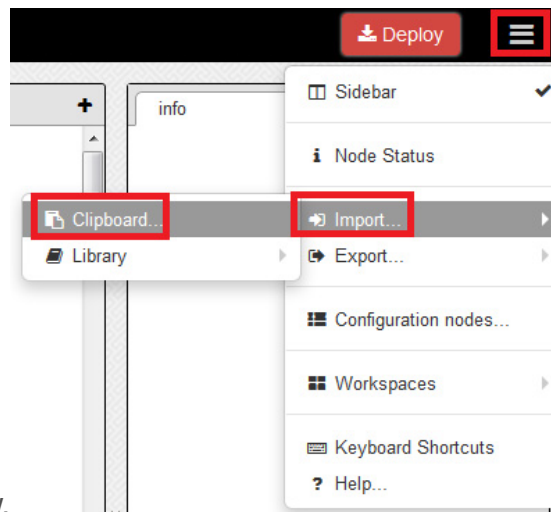 Deploy
+
info
Sidebar
Node Status
Clipboard...
Import...
Library
Export...
Configuration nodes...
Workspaces
Keyboard Shortcuts
? Help...